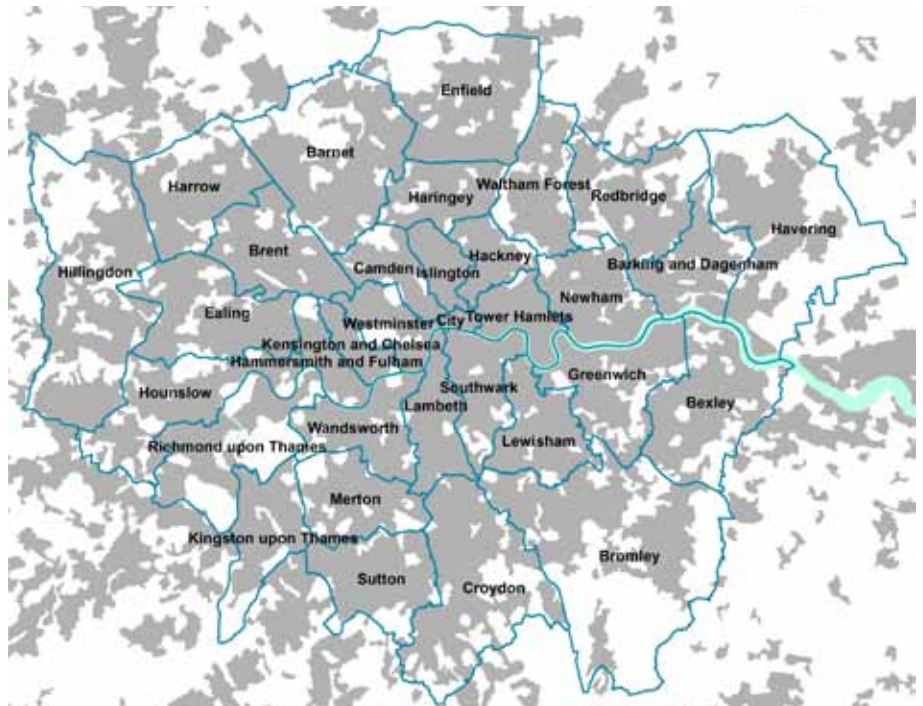 Enfield
Barnet
Waltham Forest
Harrow
Haringey
Redbridge
Havering
Brent
Hackney
Barking and Dagenham
Hillingdon
Camden
Islington
Newham
Ealing
Westminster
City
Tower Hamlets
Kensington and Chelsea
Hammersmith and Fulham
Greenwich
Hounslow
Southwark
Lambeth
Bexley
Wandsworth
Lewisham
Richmond upon Thames
Merton
Kingston upon Thames
Bromley
Sutton
Croydon